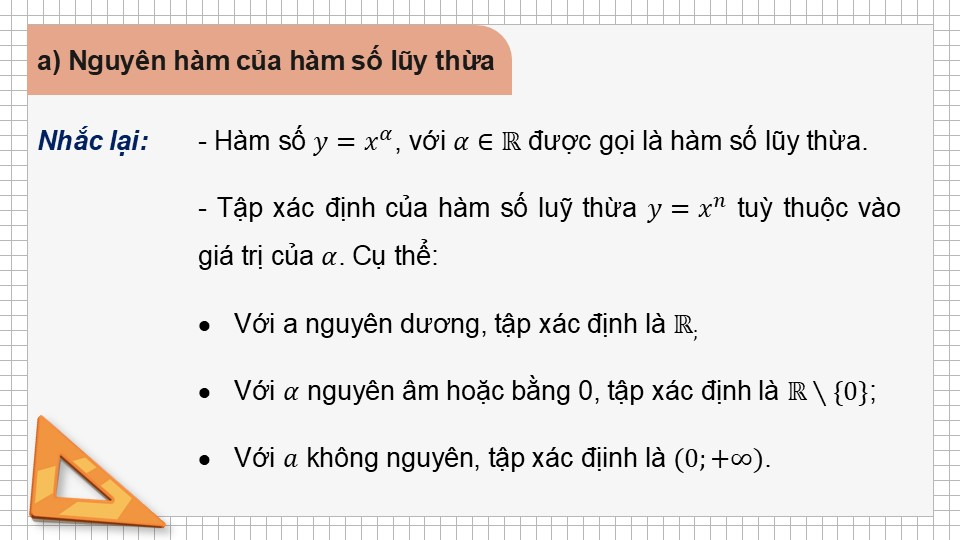 a) Nguyên hàm của hàm số lũy thừa
Nhắc lại: - Hàm số 𝑦 = 𝑥^𝛼, với 𝛼 ∈ ℝ được gọi là hàm số lũy thừa.
- Tập xác định của hàm số luỹ thừa 𝑦 = 𝑥^𝑛 tuỳ thuộc vào
giá trị của 𝛼. Cụ thể:
• Với a nguyên dương, tập xác định là ℝ;
• Với 𝛼 nguyên âm hoặc bằng 0, tập xác định là ℝ \ {0};
• Với 𝑎 không nguyên, tập xác địinh là (0; +∞).